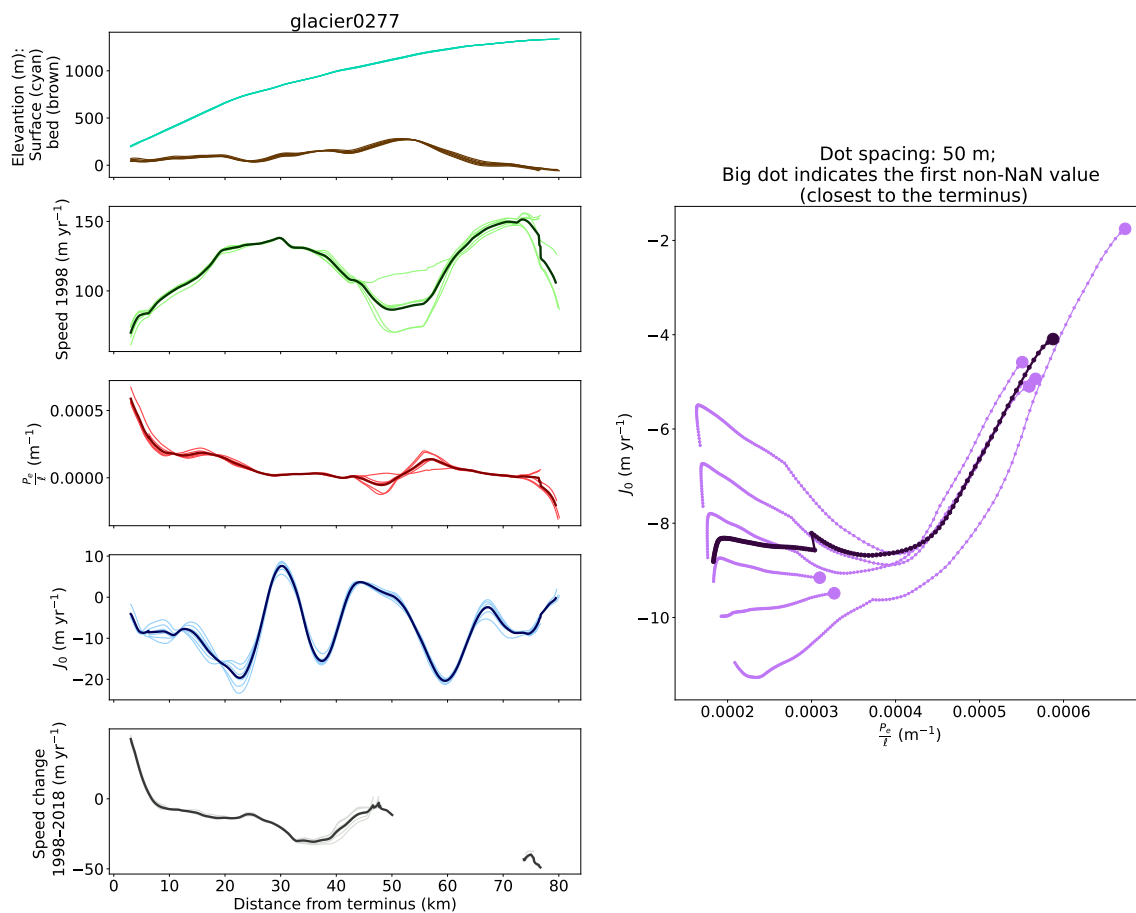 glacier0277
Elevantion (m):
Surface (cyan)
bed (brown)
1000
500
0
Speed 1998 (m yr⁻¹)
150
100
P_e/ℓ (m⁻¹)
0.0005
0.0000
J₀ (m yr⁻¹)
10
0
−10
−20
Speed change
1998–2018 (m yr⁻¹)
0
−50
0 10 20 30 40 50 60 70 80
Distance from terminus (km)
Dot spacing: 50 m;
Big dot indicates the first non-NaN value
(closest to the terminus)
J₀ (m yr⁻¹)
−2
−4
−6
−8
−10
0.0002 0.0003 0.0004 0.0005 0.0006
P_e/ℓ (m⁻¹)